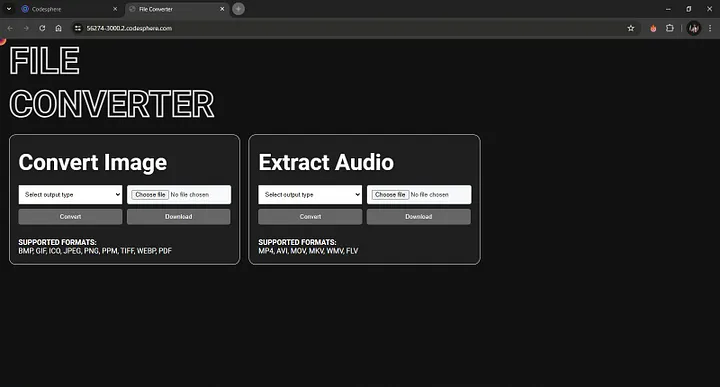 Codesphere
File Converter
56274-3000.2.codesphere.com
FILE
CONVERTER
Convert Image
Select output type
Choose file No file chosen
Convert
Download
SUPPORTED FORMATS:
BMP, GIF, ICO, JPEG, PNG, PPM, TIFF, WEBP, PDF
Extract Audio
Select output type
Choose file No file chosen
Convert
Download
SUPPORTED FORMATS:
MP4, AVI, MOV, MKV, WMV, FLV